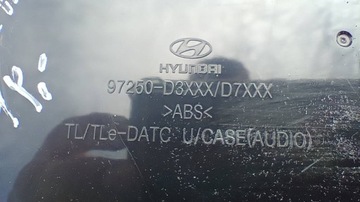 HYUNDAI
97250-D3XXX/D7XXX
>ABS<
TL/TLe-DATC U/CASE(AUDIO)